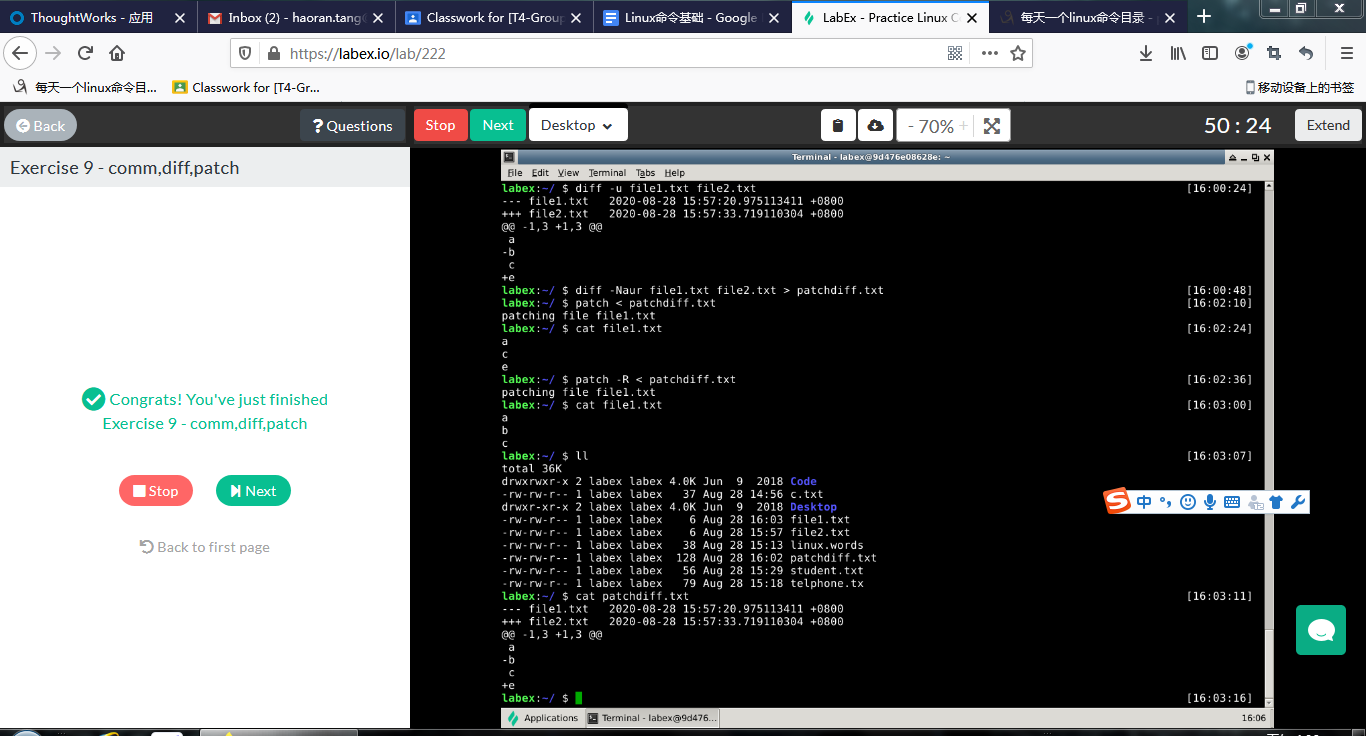 ThoughtWorks - 应用
Inbox (2) - haoran.tang
Classwork for [T4-Group
Linux命令基础 - Google
LabEx - Practice Linux C
每天一个linux命令目录 -
https://labex.io/lab/222
每天一个linux命令目...
Classwork for [T4-Gr...
移动设备上的书签
Back
? Questions
Stop
Next
Desktop
- 70% +
50 : 24
Extend
Exercise 9 - comm,diff,patch
Congrats! You've just finished
Exercise 9 - comm,diff,patch
Stop
Next
Back to first page
Terminal - labex@9d476e08628e: ~
File Edit View Terminal Tabs Help
labex:~/ $ diff -u file1.txt file2.txt [16:00:24]
--- file1.txt 2020-08-28 15:57:20.975113411 +0800
+++ file2.txt 2020-08-28 15:57:33.719110304 +0800
@@ -1,3 +1,3 @@
a
-b
c
+e
labex:~/ $ diff -Naur file1.txt file2.txt > patchdiff.txt [16:00:48]
labex:~/ $ patch < patchdiff.txt [16:02:10]
patching file file1.txt
labex:~/ $ cat file1.txt [16:02:24]
a
c
e
labex:~/ $ patch -R < patchdiff.txt [16:02:36]
patching file file1.txt
labex:~/ $ cat file1.txt [16:03:00]
a
b
c
labex:~/ $ ll [16:03:07]
total 36K
drwxrwxr-x 2 labex labex 4.0K Jun 9 2018 Code
-rw-rw-r-- 1 labex labex 37 Aug 28 14:56 c.txt
drwxr-xr-x 2 labex labex 4.0K Jun 9 2018 Desktop
-rw-rw-r-- 1 labex labex 6 Aug 28 16:03 file1.txt
-rw-rw-r-- 1 labex labex 6 Aug 28 15:57 file2.txt
-rw-rw-r-- 1 labex labex 38 Aug 28 15:13 linux.words
-rw-rw-r-- 1 labex labex 128 Aug 28 16:02 patchdiff.txt
-rw-rw-r-- 1 labex labex 56 Aug 28 15:29 student.txt
-rw-rw-r-- 1 labex labex 79 Aug 28 15:18 telphone.tx
labex:~/ $ cat patchdiff.txt [16:03:11]
--- file1.txt 2020-08-28 15:57:20.975113411 +0800
+++ file2.txt 2020-08-28 15:57:33.719110304 +0800
@@ -1,3 +1,3 @@
a
-b
c
+e
labex:~/ $ [16:03:16]
中
Applications
Terminal - labex@9d476...
16:06